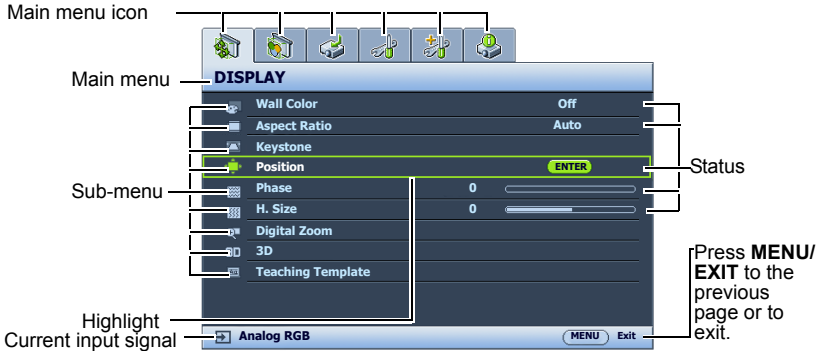 Main menu icon
Main menu
DISPLAY
Wall Color Off
Aspect Ratio Auto
Keystone
Position ENTER
Status
Sub-menu
Phase 0
H. Size 0
Digital Zoom
3D
Teaching Template
Press MENU/
EXIT to the
previous
page or to
exit.
Highlight
Current input signal
Analog RGB
MENU Exit